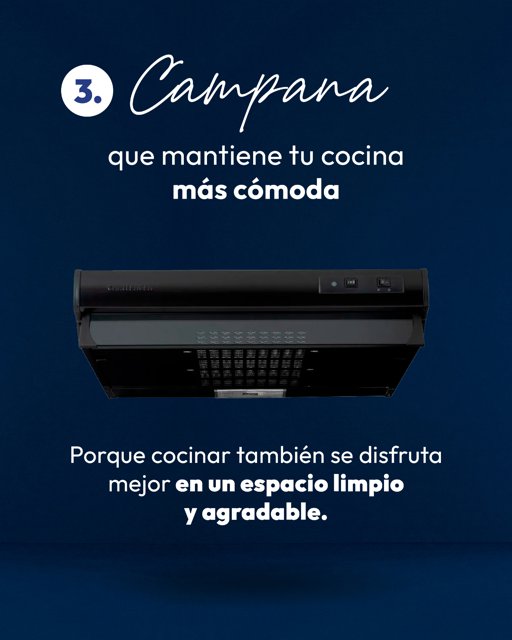 3. Campana
que mantiene tu cocina
más cómoda
Porque cocinar también se disfruta
mejor en un espacio limpio
y agradable.